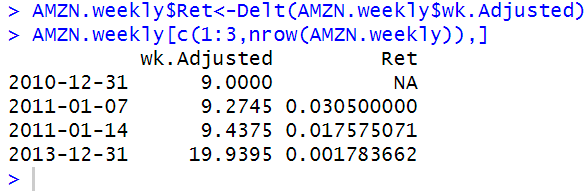 > AMZN.weekly$Ret<-Delt(AMZN.weekly$wk.Adjusted)
> AMZN.weekly[c(1:3,nrow(AMZN.weekly)),]
           wk.Adjusted         Ret
2010-12-31      9.0000          NA
2011-01-07      9.2745 0.030500000
2011-01-14      9.4375 0.017575071
2013-12-31     19.9395 0.001783662
>